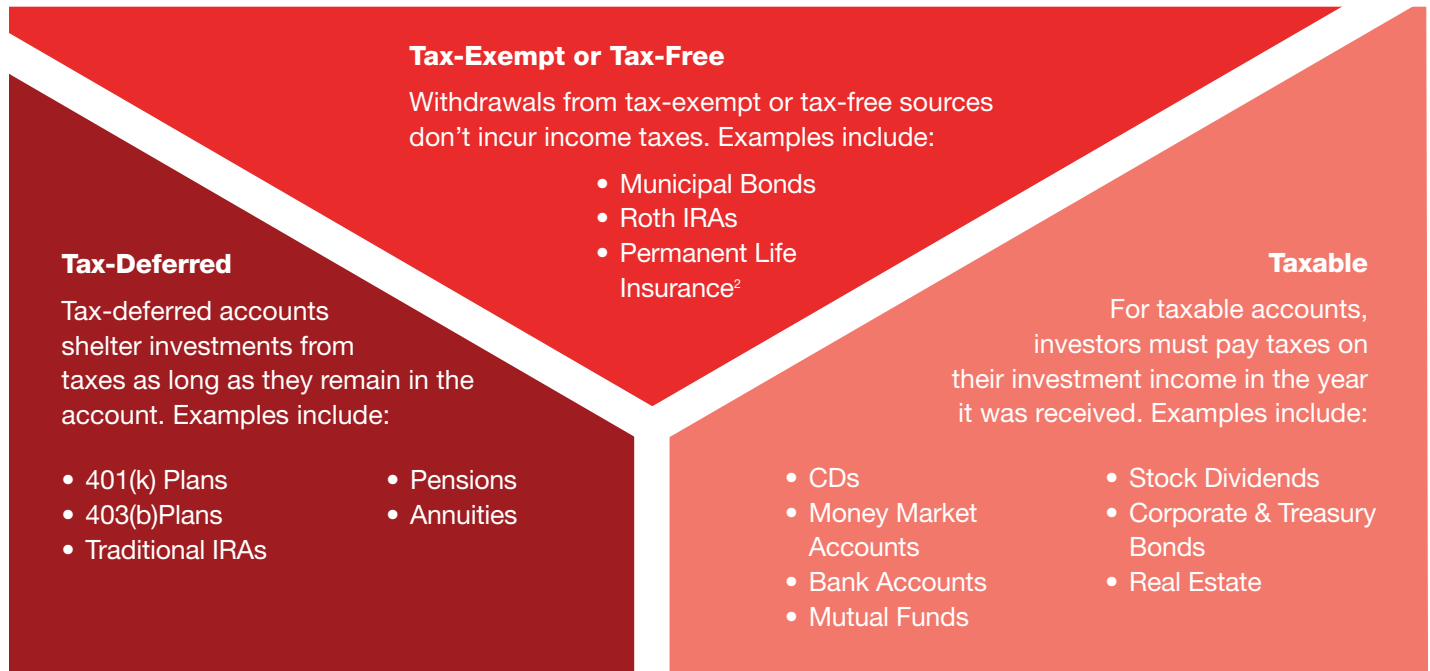 Tax-Exempt or Tax-Free
Withdrawals from tax-exempt or tax-free sources
don’t incur income taxes. Examples include:
• Municipal Bonds
• Roth IRAs
• Permanent Life
Insurance²
Tax-Deferred
Tax-deferred accounts
shelter investments from
taxes as long as they remain in the
account. Examples include:
• 401(k) Plans
• 403(b)Plans
• Traditional IRAs
• Pensions
• Annuities
Taxable
For taxable accounts,
investors must pay taxes on
their investment income in the year
it was received. Examples include:
• CDs
• Money Market
Accounts
• Bank Accounts
• Mutual Funds
• Stock Dividends
• Corporate & Treasury
Bonds
• Real Estate